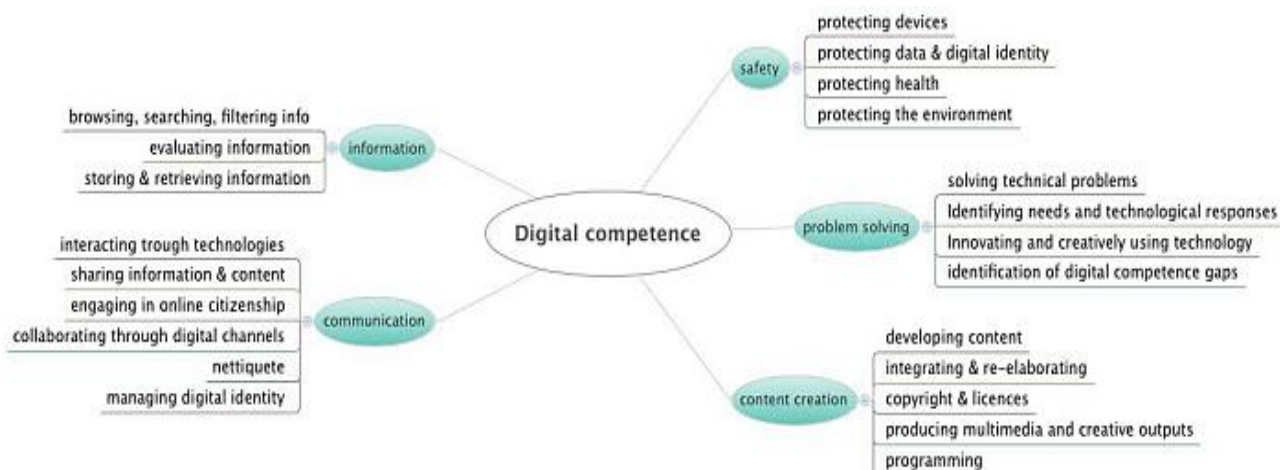 Digital competence
information
browsing, searching, filtering info
evaluating information
storing & retrieving information
communication
interacting trough technologies
sharing information & content
engaging in online citizenship
collaborating through digital channels
nettiquete
managing digital identity
safety
protecting devices
protecting data & digital identity
protecting health
protecting the environment
problem solving
solving technical problems
Identifying needs and technological responses
Innovating and creatively using technology
identification of digital competence gaps
content creation
developing content
integrating & re-elaborating
copyright & licences
producing multimedia and creative outputs
programming